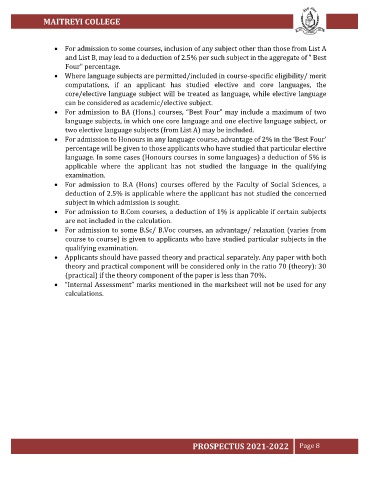 MAITREYI COLLEGE
• For admission to some courses, inclusion of any subject other than those from List A
and List B, may lead to a deduction of 2.5% per such subject in the aggregate of " Best
Four" percentage.
• Where language subjects are permitted/included in course-specific eligibility/ merit
computations, if an applicant has studied elective and core languages, the
core/elective language subject will be treated as language, while elective language
can be considered as academic/elective subject.
• For admission to BA (Hons.) courses, "Best Four" may include a maximum of two
language subjects, in which one core language and one elective language subject, or
two elective language subjects (from List A) may be included.
• For admission to Honours in any language course, advantage of 2% in the 'Best Four'
percentage will be given to those applicants who have studied that particular elective
language. In some cases (Honours courses in some languages) a deduction of 5% is
applicable where the applicant has not studied the language in the qualifying
examination.
• For admission to B.A (Hons) courses offered by the Faculty of Social Sciences, a
deduction of 2.5% is applicable where the applicant has not studied the concerned
subject in which admission is sought.
• For admission to B.Com courses, a deduction of 1% is applicable if certain subjects
are not included in the calculation.
• For admission to some B.Sc/ B.Voc courses, an advantage/ relaxation (varies from
course to course) is given to applicants who have studied particular subjects in the
qualifying examination.
• Applicants should have passed theory and practical separately. Any paper with both
theory and practical component will be considered only in the ratio 70 (theory): 30
(practical) if the theory component of the paper is less than 70%.
• "Internal Assessment" marks mentioned in the marksheet will not be used for any
calculations.
PROSPECTUS 2021-2022 Page 8